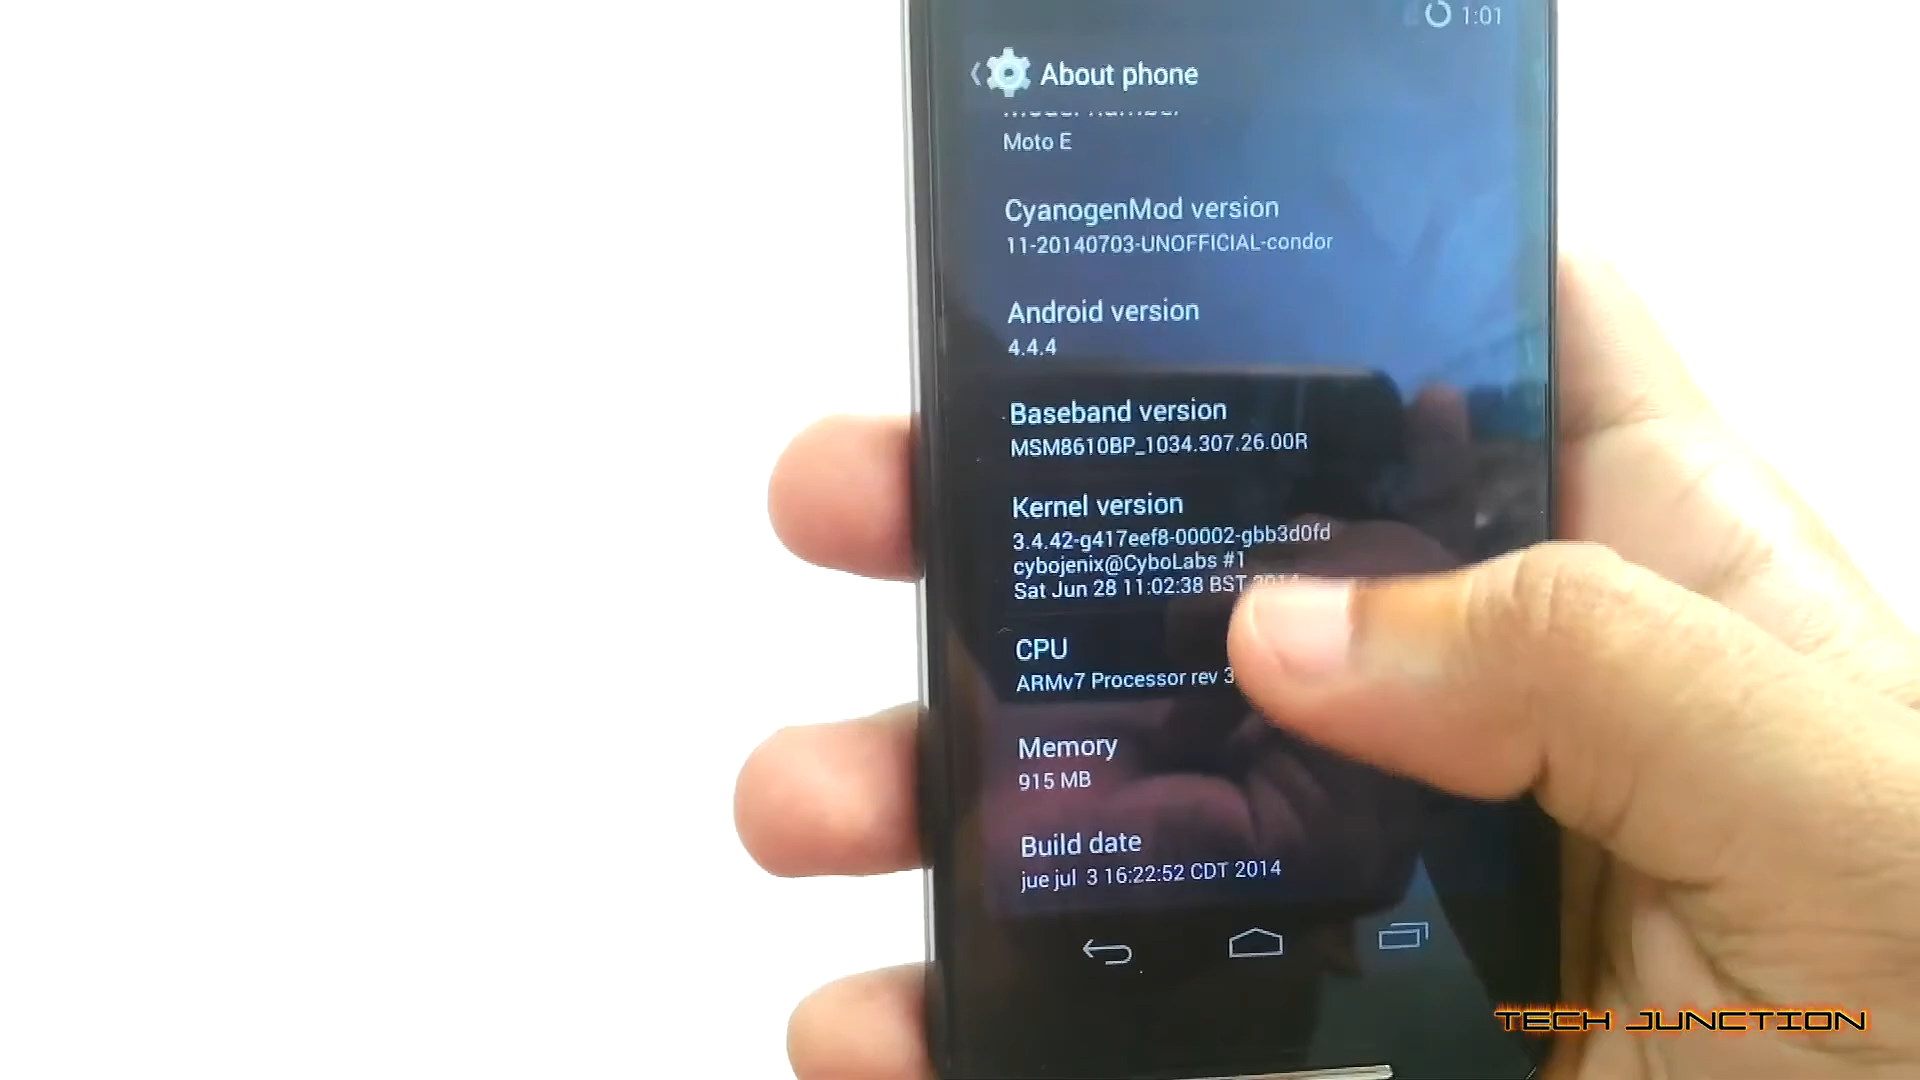 1:01
About phone
Model number
Moto E
CyanogenMod version
11-20140703-UNOFFICIAL-condor
Android version
4.4.4
Baseband version
MSM8610BP_1034.307.26.00R
Kernel version
3.4.42-g417eef8-00002-gbb3d0fd
cybojenix@CyboLabs #1
Sat Jun 28 11:02:38 BST 2014
CPU
ARMv7 Processor rev 3
Memory
915 MB
Build date
jue jul 3 16:22:52 CDT 2014
TECH JUNCTION